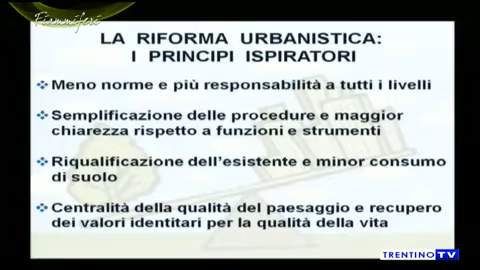 Fiammiferi
LA RIFORMA URBANISTICA:
I PRINCIPI ISPIRATORI
Meno norme e più responsabilità a tutti i livelli
Semplificazione delle procedure e maggior
chiarezza rispetto a funzioni e strumenti
Riqualificazione dell'esistente e minor consumo
di suolo
Centralità della qualità del paesaggio e recupero
dei valori identitari per la qualità della vita
TRENTINO TV